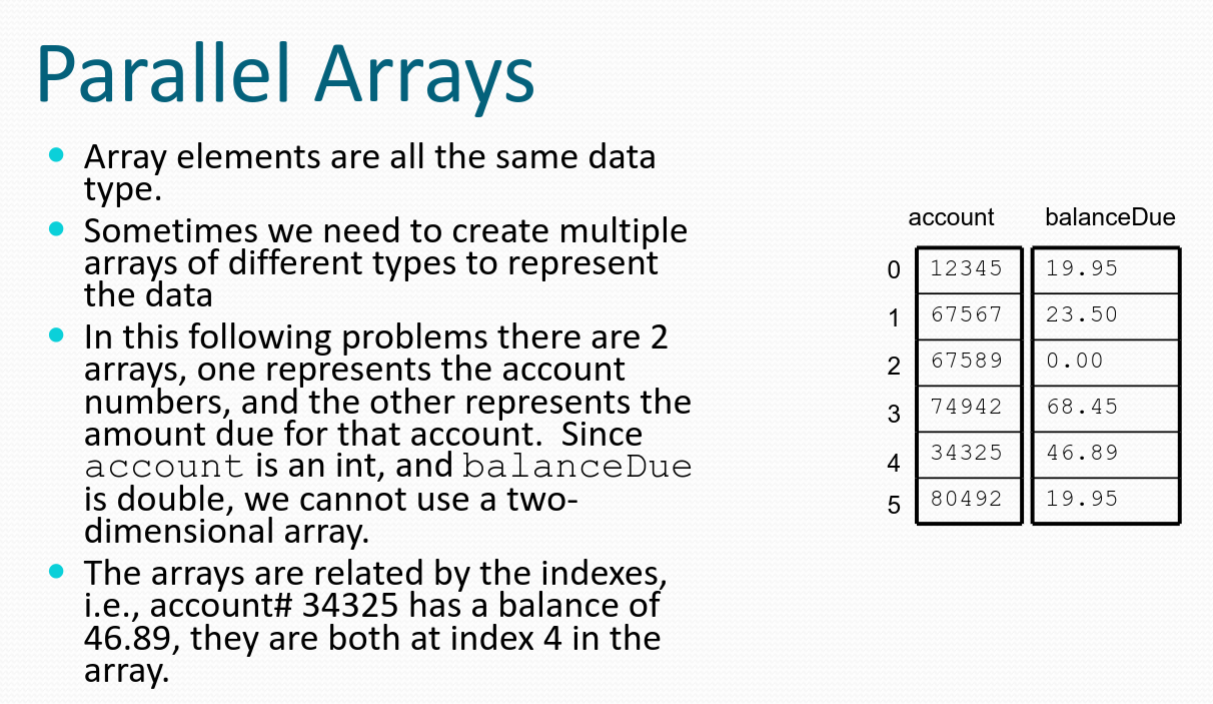 Parallel Arrays
Array elements are all the same data
type.
Sometimes we need to create multiple
arrays of different types to represent
the data
In this following problems there are 2
arrays, one represents the account
numbers, and the other represents the
amount due for that account.  Since
account is an int, and balanceDue
is double, we cannot use a two-
dimensional array.
The arrays are related by the indexes,
i.e., account# 34325 has a balance of
46.89, they are both at index 4 in the
array.
account balanceDue
0 12345 19.95
1 67567 23.50
2 67589 0.00
3 74942 68.45
4 34325 46.89
5 80492 19.95